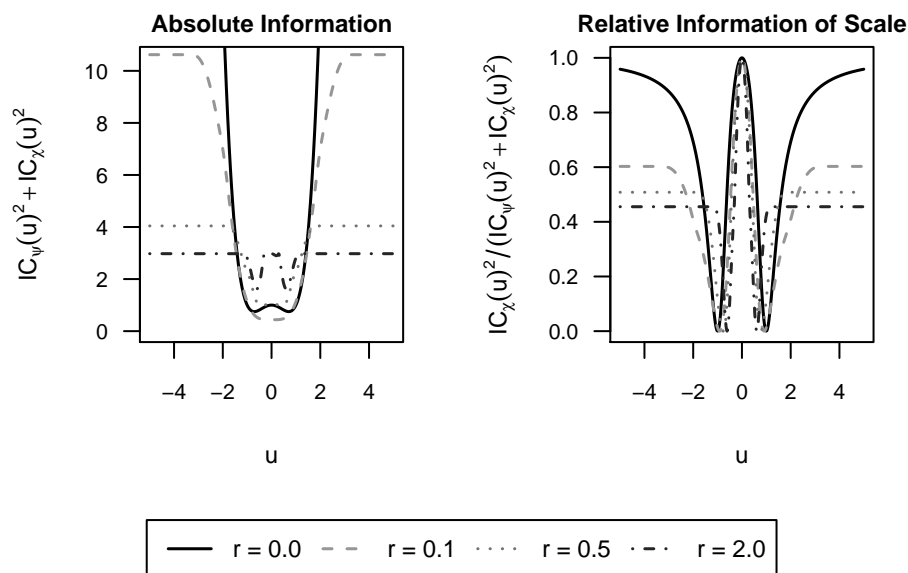 Absolute Information
IC_ψ(u)² + IC_χ(u)²
10
8
6
4
2
0
−4 −2 0 2 4
u
Relative Information of Scale
IC_χ(u)² / (IC_ψ(u)² + IC_χ(u)²)
1.0
0.8
0.6
0.4
0.2
0.0
−4 −2 0 2 4
u
r = 0.0 r = 0.1 r = 0.5 r = 2.0